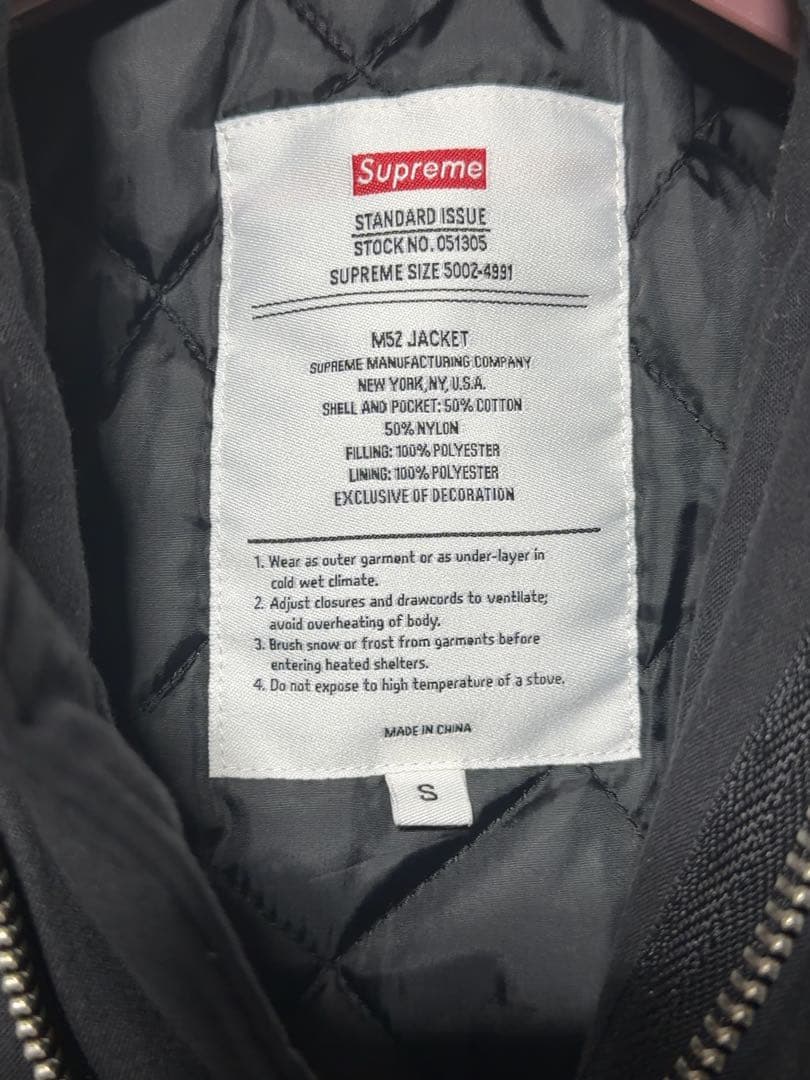 Supreme
STANDARD ISSUE
STOCK NO. 051305
SUPREME SIZE 5002-4991
M52 JACKET
SUPREME MANUFACTURING COMPANY
NEW YORK, NY, U.S.A.
SHELL AND POCKET: 50% COTTON
50% NYLON
FILLING: 100% POLYESTER
LINING: 100% POLYESTER
EXCLUSIVE OF DECORATION
1. Wear as outer garment or as under-layer in
cold wet climate.
2. Adjust closures and drawcords to ventilate;
avoid overheating of body.
3. Brush snow or frost from garments before
entering heated shelters.
4. Do not expose to high temperature of a stove.
MADE IN CHINA
S